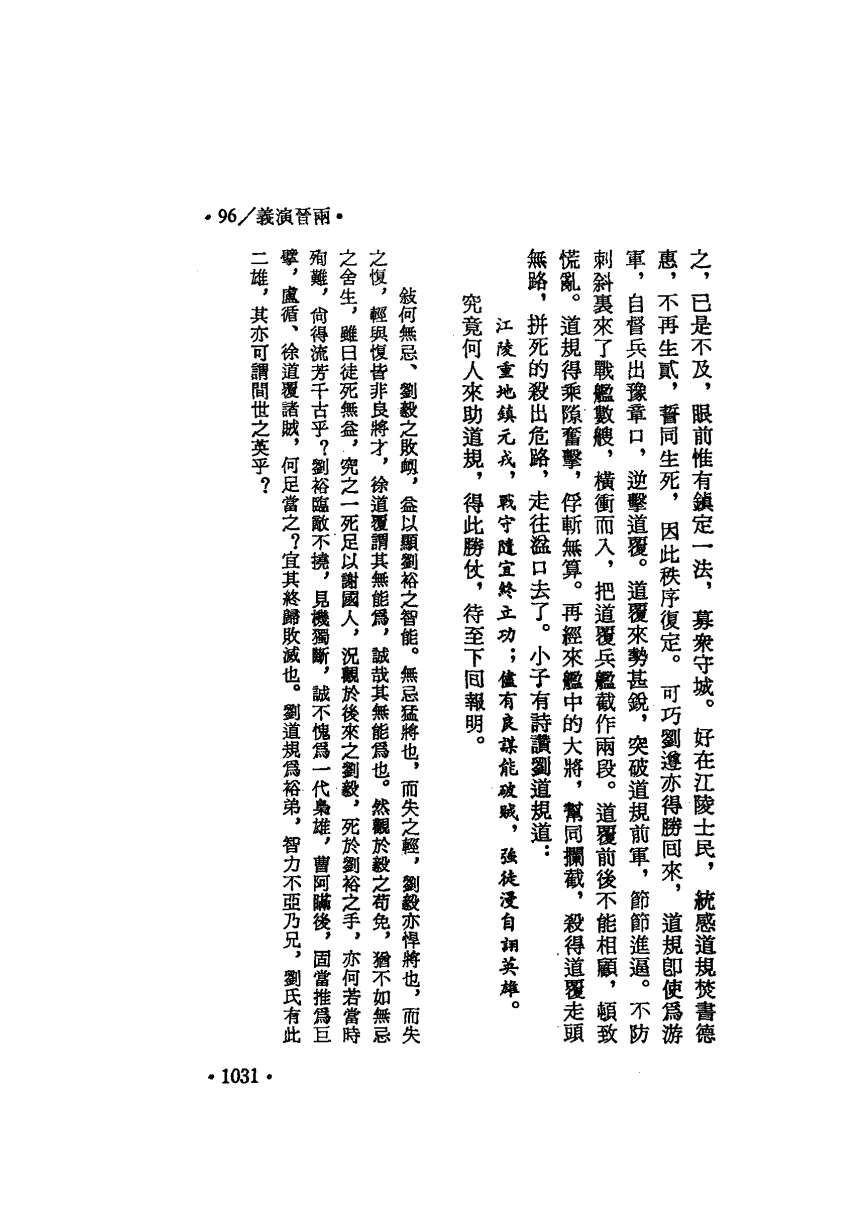 •96／義演晉兩•
之，已是不及，眼前惟有鎮定一法，募衆守城。好在江陵士民，統感道規焚書德
惠，不再生貳，誓同生死，因此秩序復定。可巧劉遵亦得勝回來，道規卽使爲游
軍，自督兵出豫章口，逆擊道覆。道覆來勢甚銳，突破道規前軍，節節進逼。不防
刺斜裏來了戰艦數艘，橫衝而入，把道覆兵艦截作兩段。道覆前後不能相顧，頓致
慌亂。道規得乘隙奮擊，俘斬無算。再經來艦中的大將，幫同攔截，殺得道覆走頭
無路，拼死的殺出危路，走往溢口去了。小子有詩讚劉道規道：
江陵重地鎮元戎，戰守隨宜終立功；儘有良謀能破賊，強徒漫自詡英雄。
究竟何人來助道規，得此勝仗，待至下回報明。
敍何無忌、劉毅之敗衂，益以顯劉裕之智能。無忌猛將也，而失之輕，劉毅亦悍將也，而失
之愎，輕與愎皆非良將才，徐道覆謂其無能爲，誠哉其無能爲也。然觀於毅之苟免，猶不如無忌
之舍生，雖曰徒死無益，究之一死足以謝國人，況觀於後來之劉毅，死於劉裕之手，亦何若當時
殉難，尙得流芳千古乎？劉裕臨敵不撓，見機獨斷，誠不愧爲一代梟雄，曹阿瞞後，固當推爲巨
擘，盧循、徐道覆諸賊，何足當之？宜其終歸敗滅也。劉道規爲裕弟，智力不亞乃兄，劉氏有此
二雄，其亦可謂間世之英乎？
•1031•